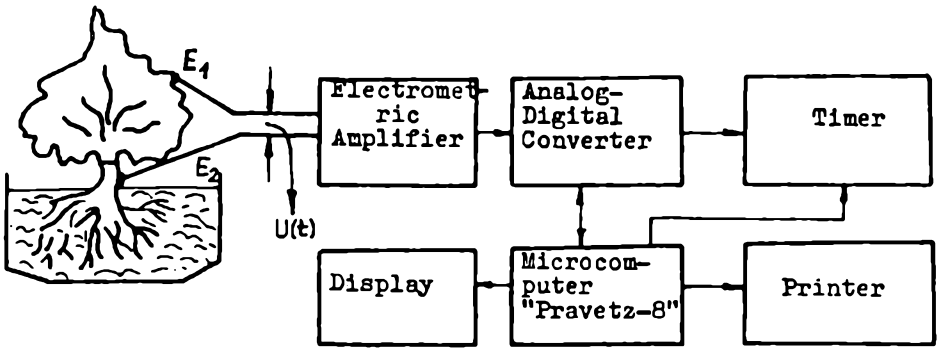 E₁
E₂
U(t)
Electromet-
ric
Amplifier
Analog-
Digital
Converter
Timer
Display
Microcom-
puter
"Pravetz-8"
Printer